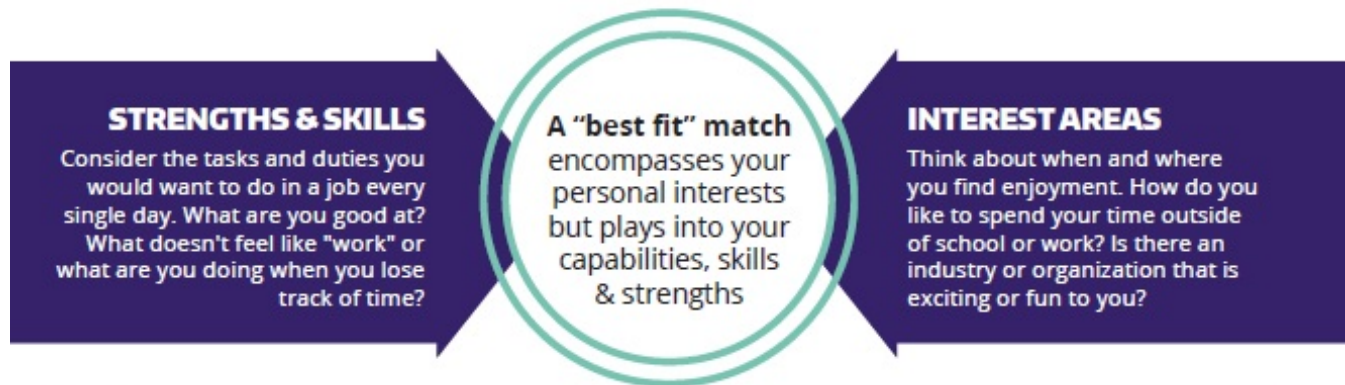 STRENGTHS & SKILLS
Consider the tasks and duties you
would want to do in a job every
single day. What are you good at?
What doesn't feel like "work" or
what are you doing when you lose
track of time?
A “best fit” match
encompasses your
personal interests
but plays into your
capabilities, skills
& strengths
INTEREST AREAS
Think about when and where
you find enjoyment. How do you
like to spend your time outside
of school or work? Is there an
industry or organization that is
exciting or fun to you?